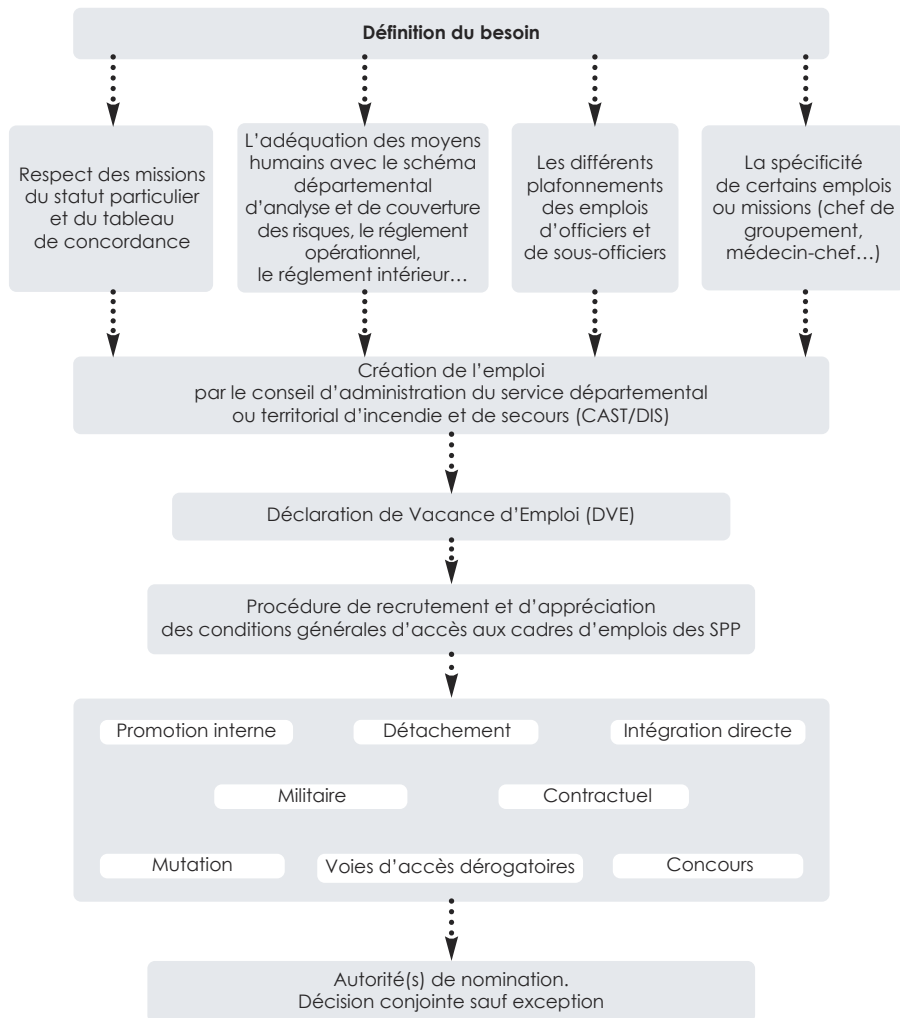 Définition du besoin
Respect des missions
du statut particulier
et du tableau
de concordance
L’adéquation des moyens
humains avec le schéma
départemental
d’analyse et de couverture
des risques, le réglement
opérationnel,
le réglement intérieur…
Les différents
plafonnements
des emplois
d’officiers et
de sous-officiers
La spécificité
de certains emplois
ou missions (chef de
groupement,
médecin-chef…)
Création de l’emploi
par le conseil d’administration du service départemental
ou territorial d’incendie et de secours (CAST/DIS)
Déclaration de Vacance d’Emploi (DVE)
Procédure de recrutement et d’appréciation
des conditions générales d’accès aux cadres d’emplois des SPP
Promotion interne
Détachement
Intégration directe
Militaire
Contractuel
Mutation
Voies d’accès dérogatoires
Concours
Autorité(s) de nomination.
Décision conjointe sauf exception